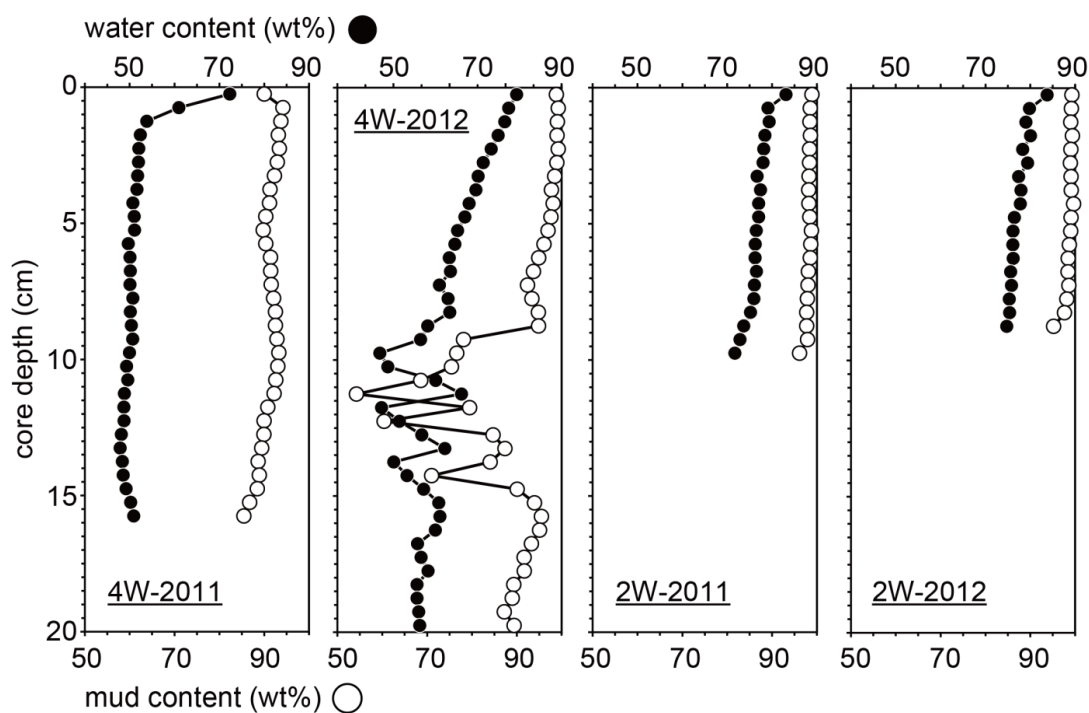 water content (wt%)
50 70 90 50 70 90 50 70 90 50 70 90
0
5
10
15
20
core depth (cm)
4W-2011
4W-2012
2W-2011
2W-2012
50 70 90 50 70 90 50 70 90 50 70 90
mud content (wt%)